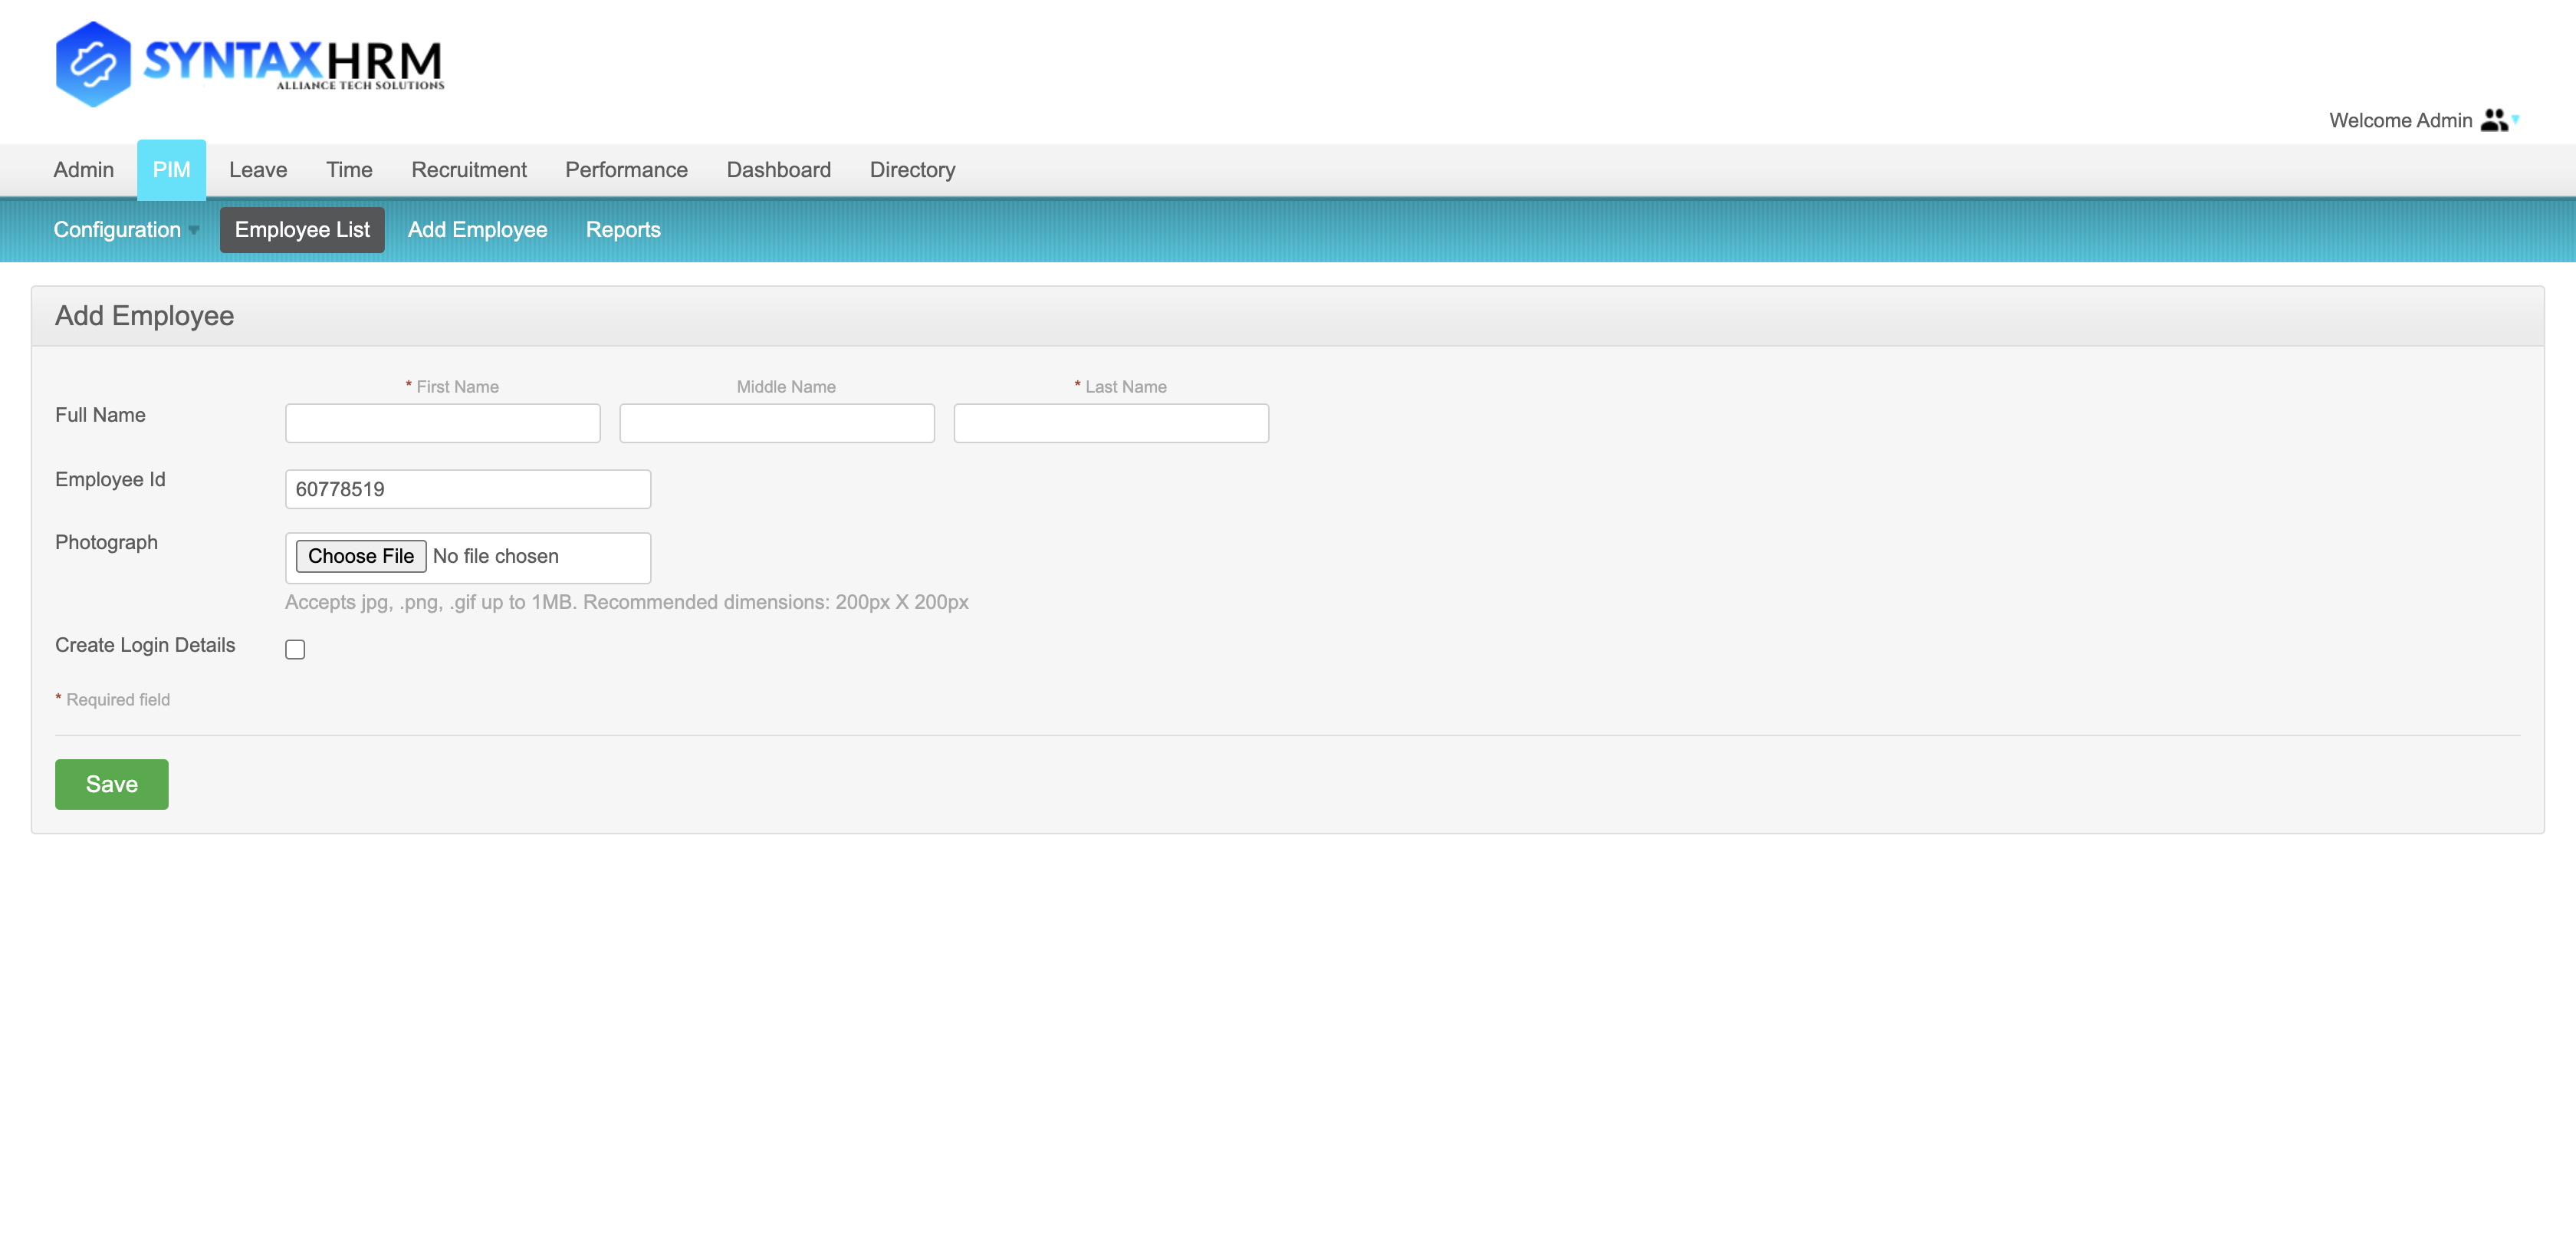 SYNTAXHRM
ALLIANCE TECH SOLUTIONS
Welcome Admin
Admin PIM Leave Time Recruitment Performance Dashboard Directory
Configuration Employee List Add Employee Reports
Add Employee
* First Name Middle Name * Last Name
Full Name
Employee Id 60778519
Photograph Choose File No file chosen
Accepts jpg, .png, .gif up to 1MB. Recommended dimensions: 200px X 200px
Create Login Details
* Required field
Save